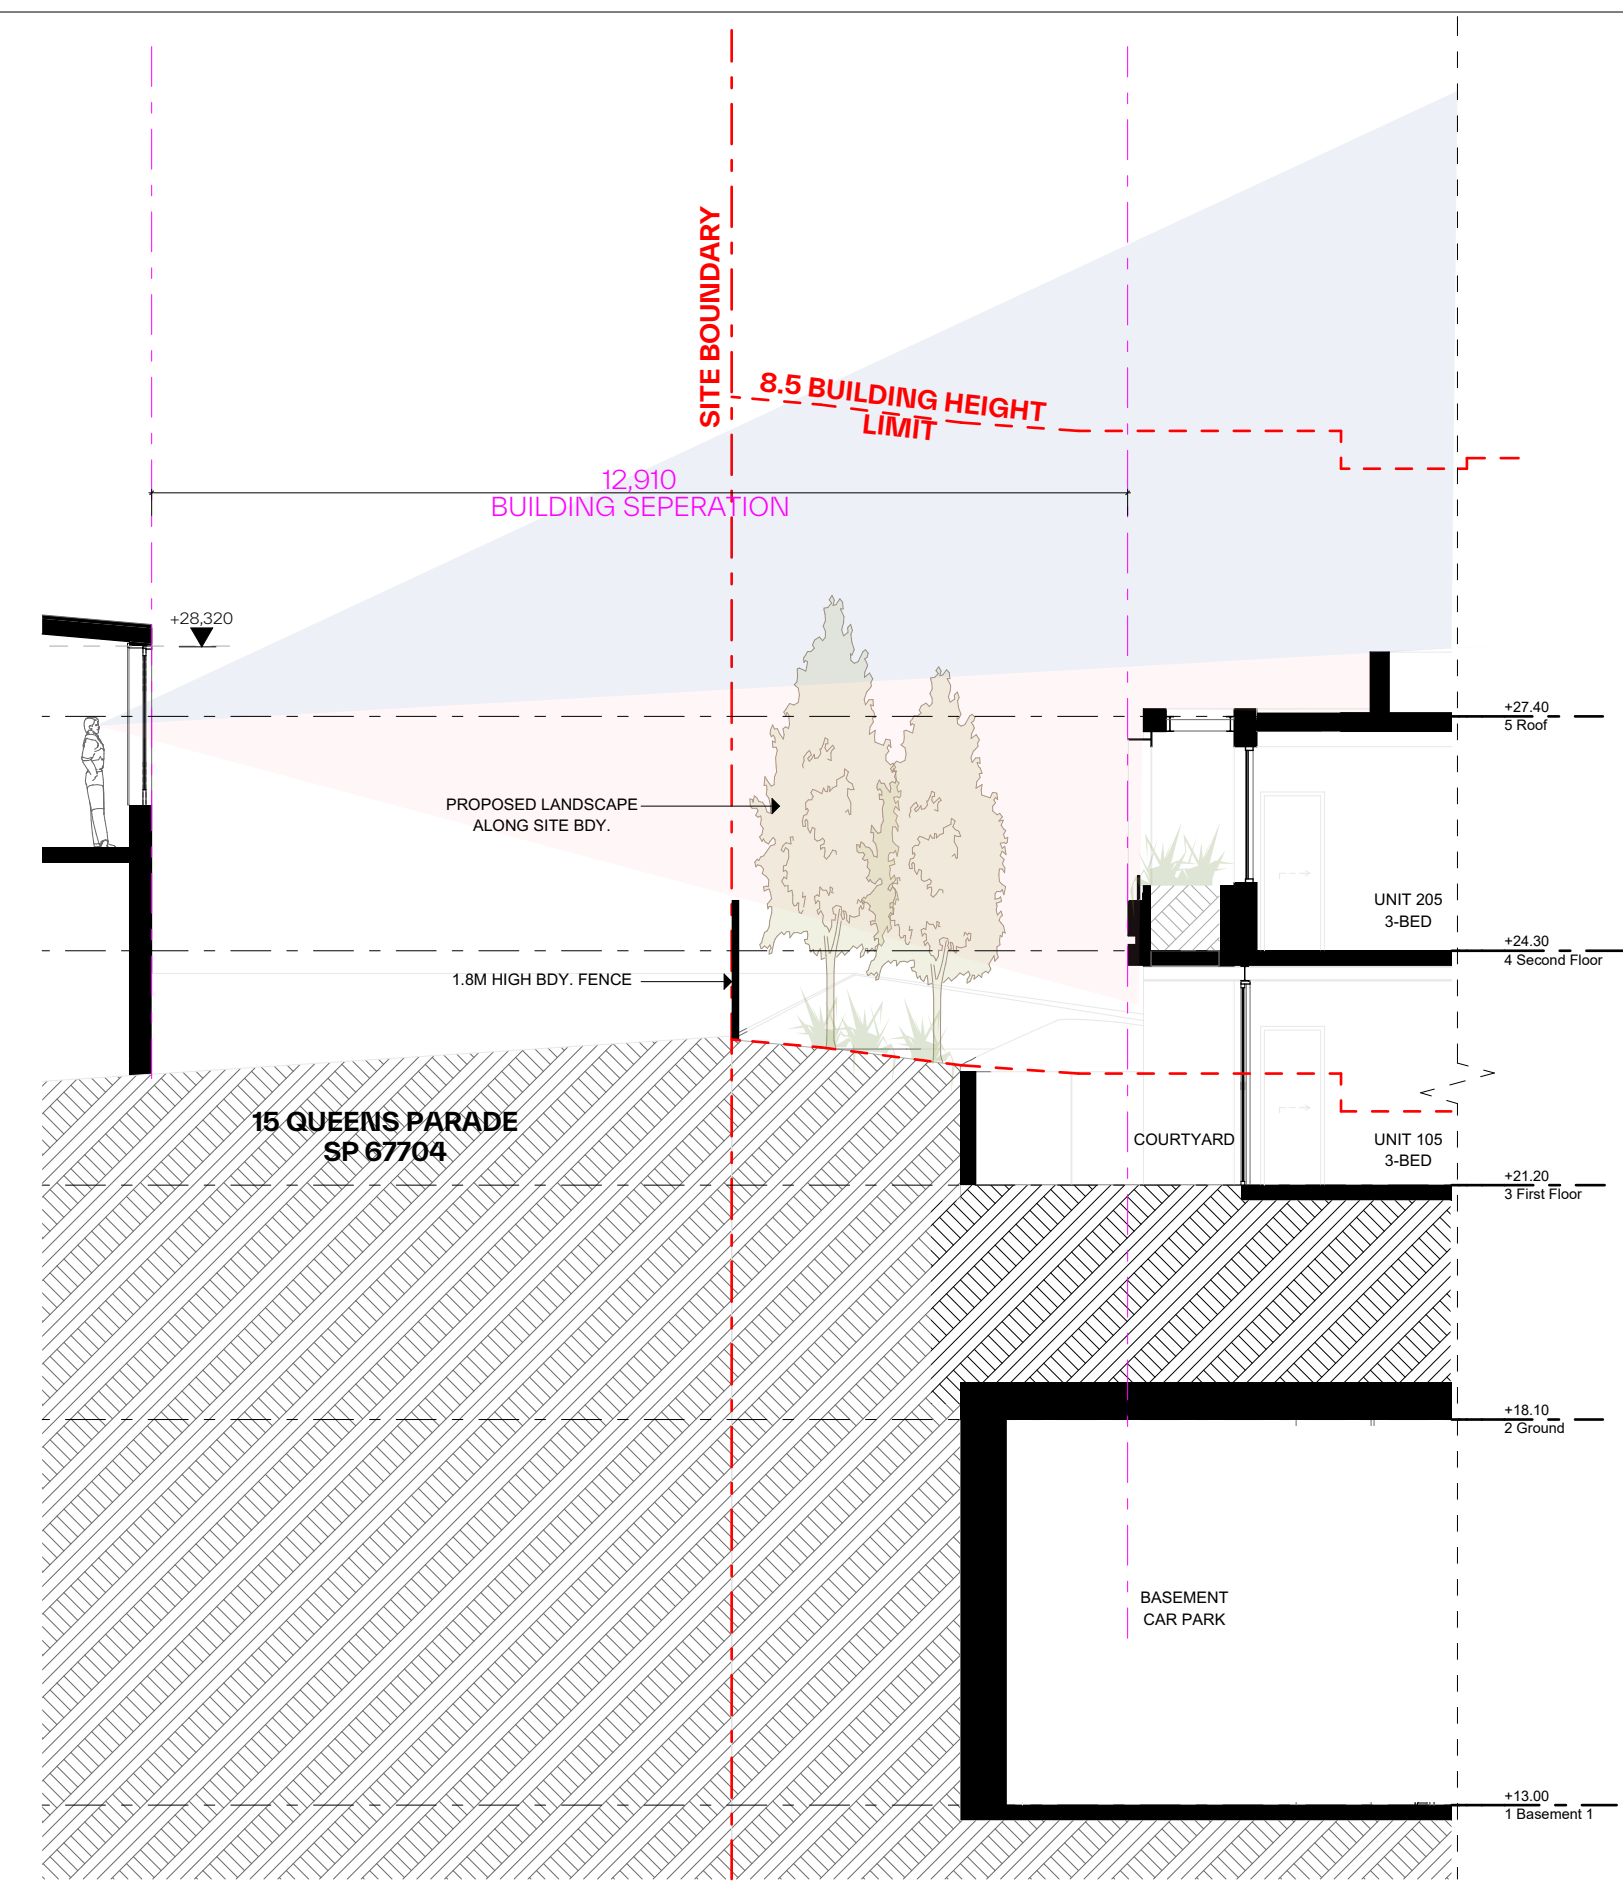 SITE BOUNDARY
8.5 BUILDING HEIGHT
LIMIT
12,910
BUILDING SEPERATION
+28,320
+27.40
5 Roof
PROPOSED LANDSCAPE
ALONG SITE BDY.
UNIT 205
3-BED
+24.30
4 Second Floor
1.8M HIGH BDY. FENCE
15 QUEENS PARADE
SP 67704
COURTYARD
UNIT 105
3-BED
+21.20
3 First Floor
+18.10
2 Ground
BASEMENT
CAR PARK
+13.00
1 Basement 1